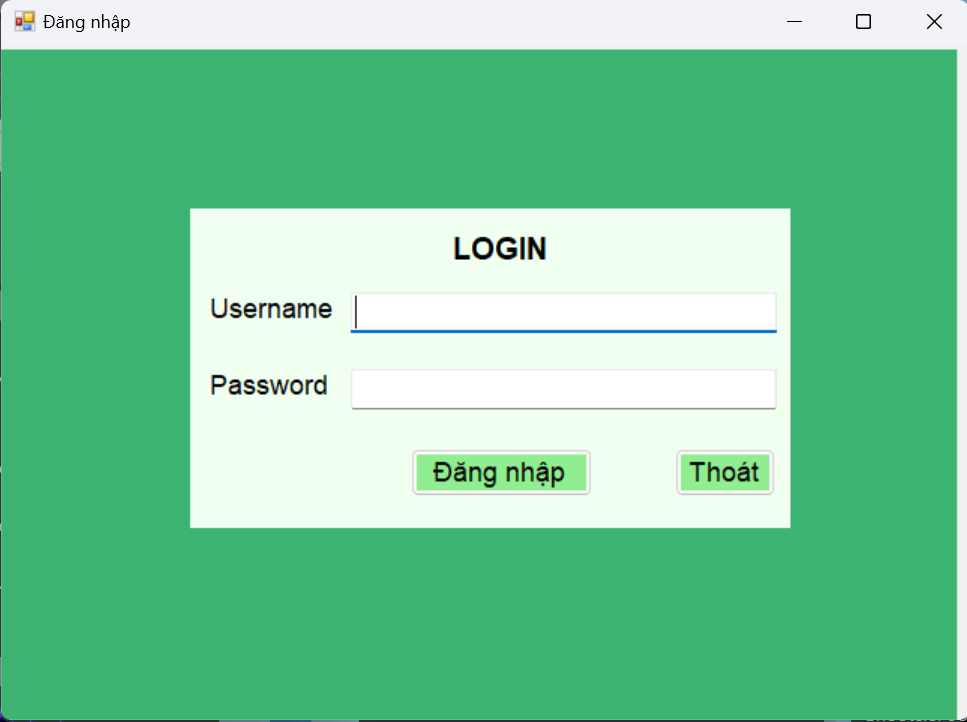 Đăng nhập
LOGIN
Username
Password
Đăng nhập Thoát